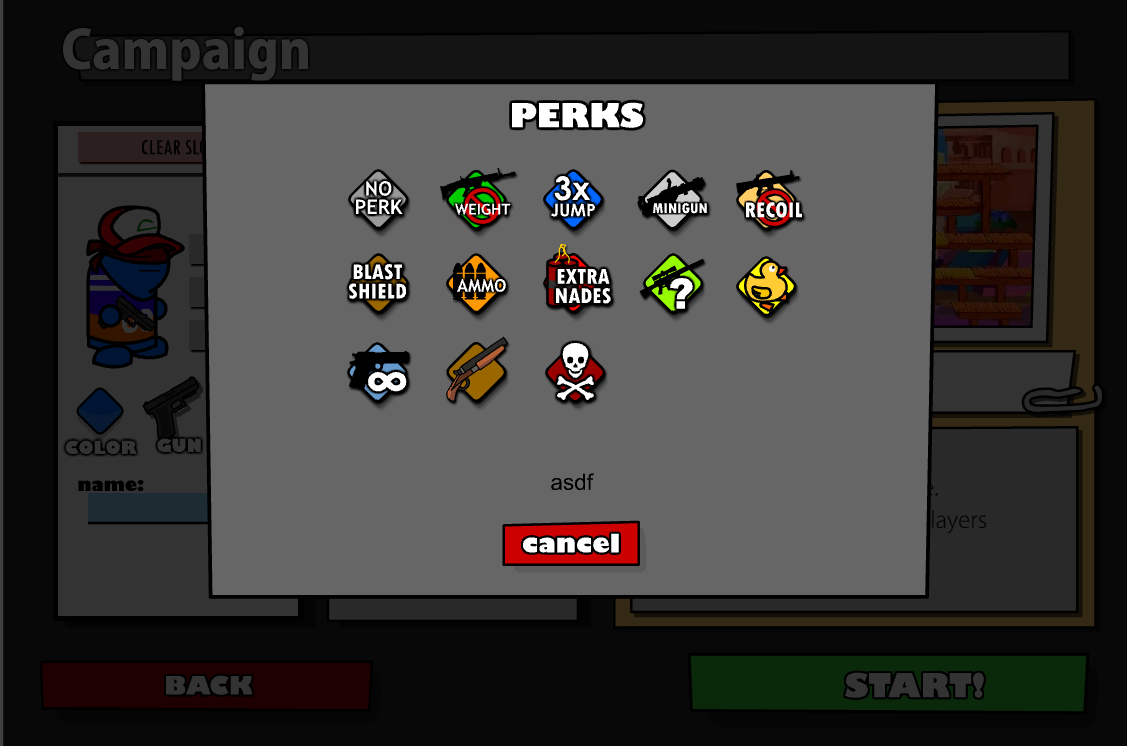 Campaign
PERKS
CLEAR SLO
NO
PERK
WEIGHT
3x
JUMP
MINIGUN
RECOIL
BLAST
SHIELD
AMMO
EXTRA
NADES
?
∞
COLOR
GUN
name:
asdf
e.
layers
cancel
BACK
START!